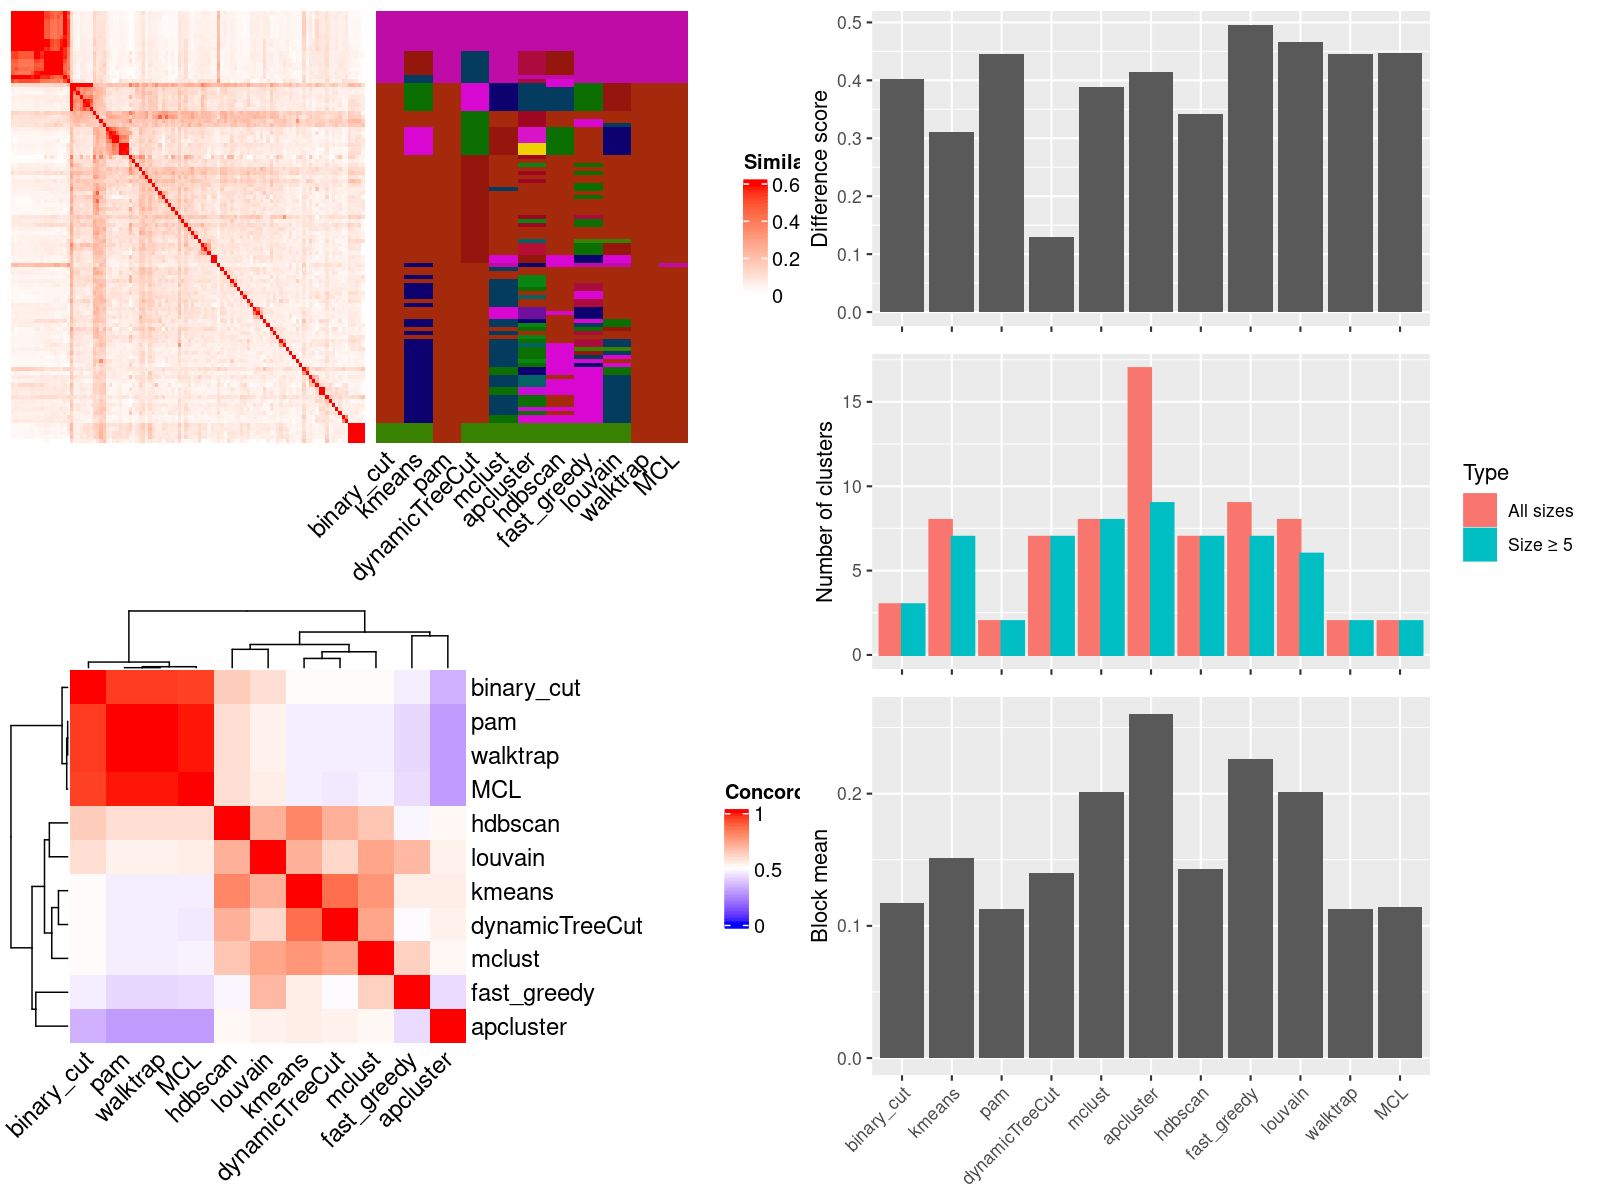 Simila
0.6
0.4
0.2
0
binary_cut
kmeans
pam
dynamicTreeCut
mclust
apcluster
hdbscan
fast_greedy
louvain
walktrap
MCL
binary_cut
pam
walktrap
MCL
hdbscan
louvain
kmeans
dynamicTreeCut
mclust
fast_greedy
apcluster
Concord
1
0.5
0
binary_cut
pam
walktrap
MCL
hdbscan
louvain
kmeans
dynamicTreeCut
mclust
fast_greedy
apcluster
Difference score
0.5
0.4
0.3
0.2
0.1
0.0
Number of clusters
15
10
5
0
Type
All sizes
Size ≥ 5
Block mean
0.2
0.1
0.0
binary_cut
kmeans
pam
dynamicTreeCut
mclust
apcluster
hdbscan
fast_greedy
louvain
walktrap
MCL